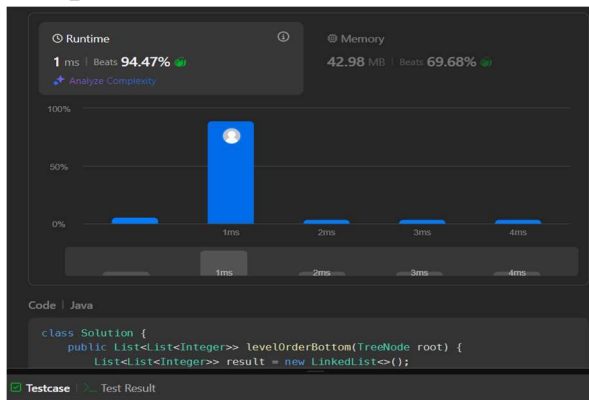 Runtime
Memory
1 ms | Beats 94.47%
42.98 MB | Beats 69.68%
Analyze Complexity
100%
50%
0%
1ms 2ms 3ms 4ms
1ms 2ms 3ms 4ms
Code | Java
class Solution {
public List<List<Integer>> levelOrderBottom(TreeNode root) {
List<List<Integer>> result = new LinkedList<>();
Testcase | >_ Test Result